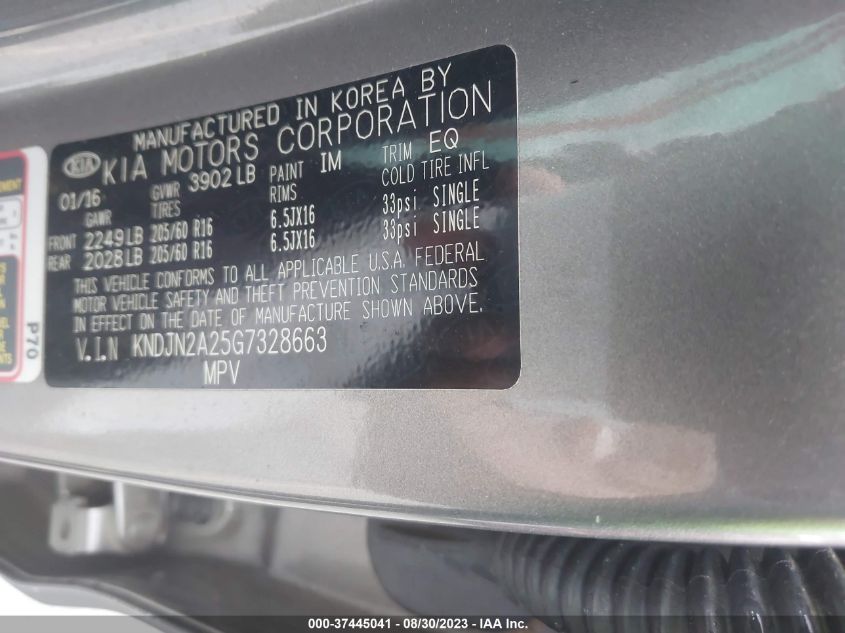 MANUFACTURED IN KOREA BY
KIA KIA MOTORS CORPORATION
01/16 GVWR 3902 LB PAINT IM TRIM EQ
GAWR TIRES RIMS COLD TIRE INFL
FRONT 2249 LB 205/60 R16 6.5JX16 33psi SINGLE
REAR 2028 LB 205/60 R16 6.5JX16 33psi SINGLE
THIS VEHICLE CONFORMS TO ALL APPLICABLE U.S.A. FEDERAL
MOTOR VEHICLE SAFETY AND THEFT PREVENTION STANDARDS
IN EFFECT ON THE DATE OF MANUFACTURE SHOWN ABOVE.
V.I.N KNDJN2A25G7328663
MPV
P70
000-37445041 - 08/30/2023 - IAA Inc.